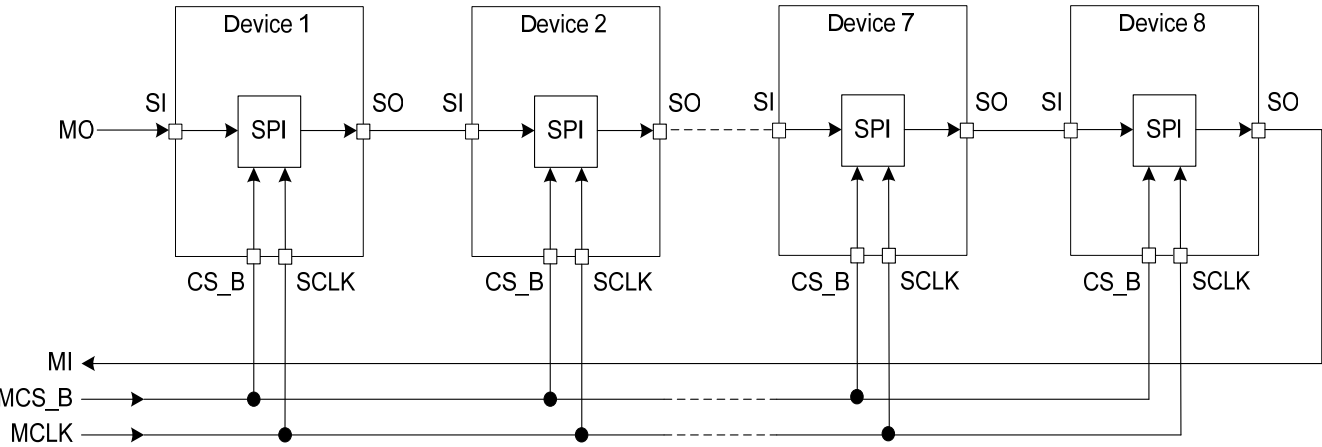 Device 1
Device 2
Device 7
Device 8
SI
SO
SI
SO
SI
SO
SI
SO
MO
SPI
SPI
SPI
SPI
CS_B
SCLK
CS_B
SCLK
CS_B
SCLK
CS_B
SCLK
MI
MCS_B
MCLK